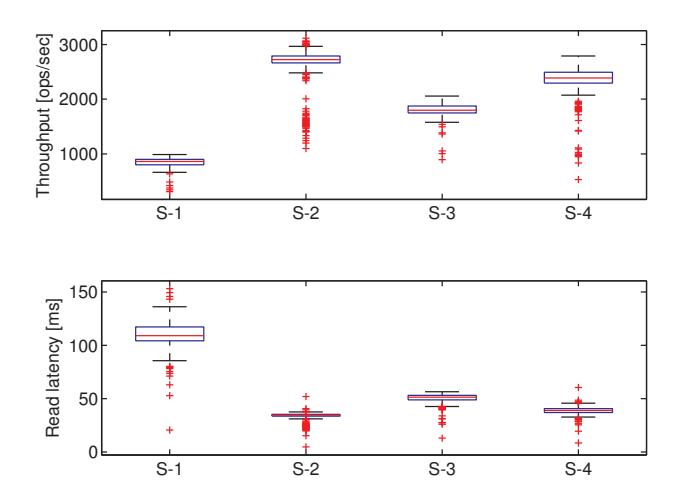 Throughput [ops/sec]
3000
2000
1000
S-1 S-2 S-3 S-4
Read latency [ms]
150
100
50
0
S-1 S-2 S-3 S-4